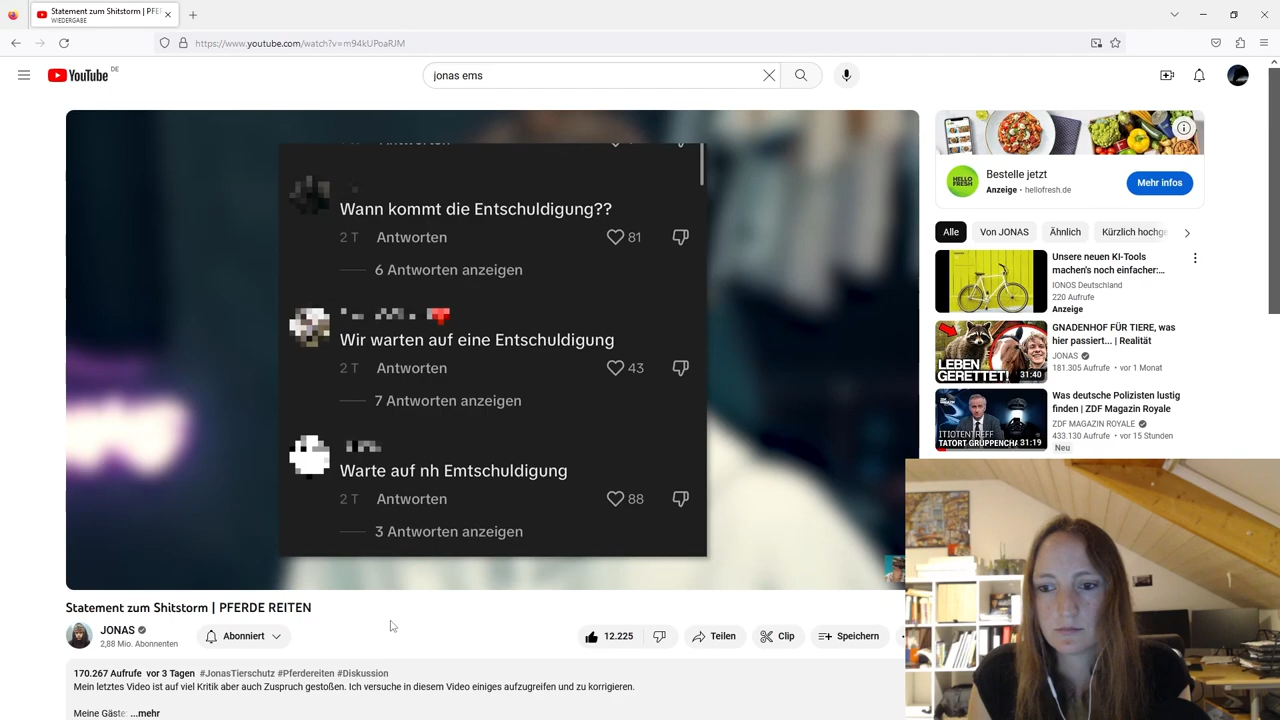 Statement zum Shitstorm | PFE
WIEDERGABE
https://www.youtube.com/watch?v=m94kUPoaRJM
YouTube DE
jonas ems
Antworten
Wann kommt die Entschuldigung??
2 T Antworten 81
6 Antworten anzeigen
Wir warten auf eine Entschuldigung
2 T Antworten 43
7 Antworten anzeigen
Warte auf nh Emtschuldigung
2 T Antworten 88
3 Antworten anzeigen
Statement zum Shitstorm | PFERDE REITEN
JONAS
2,88 Mio. Abonnenten
Abonniert
12.225
Teilen
Clip
Speichern
170.267 Aufrufe vor 3 Tagen #JonasTierschutz #Pferdereiten #Diskussion
Mein letztes Video ist auf viel Kritik aber auch Zuspruch gestoßen. Ich versuche in diesem Video einiges aufzugreifen und zu korrigieren.
Meine Gäste: ...mehr
HELLO
FRESH
Bestelle jetzt
Anzeige • hellofresh.de
Mehr infos
Alle
Von JONAS
Ähnlich
Kürzlich hochge
Unsere neuen KI-Tools
machen's noch einfacher:...
IONOS Deutschland
220 Aufrufe
Anzeige
LEBEN
GERETTET!
31:40
GNADENHOF FÜR TIERE, was
hier passiert... | Realität
JONAS
181.305 Aufrufe • vor 1 Monat
ITIOTENTREFF
TATORT GRUPPENCHA
31:19
Was deutsche Polizisten lustig
finden | ZDF Magazin Royale
ZDF MAGAZIN ROYALE
433.130 Aufrufe • vor 15 Stunden
Neu